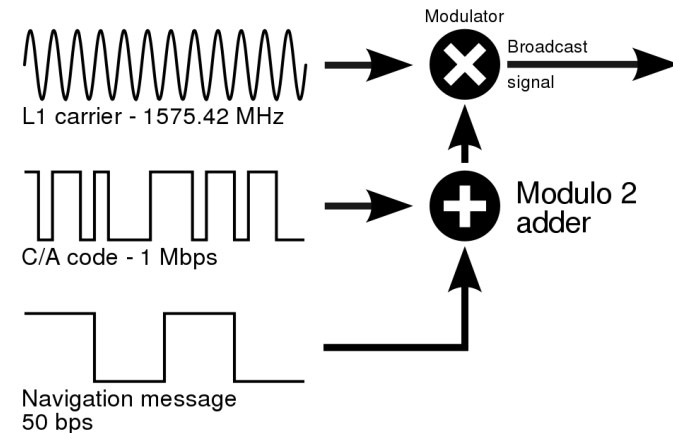 Modulator
Broadcast
signal
L1 carrier - 1575.42 MHz
Modulo 2
adder
C/A code - 1 Mbps
Navigation message
50 bps